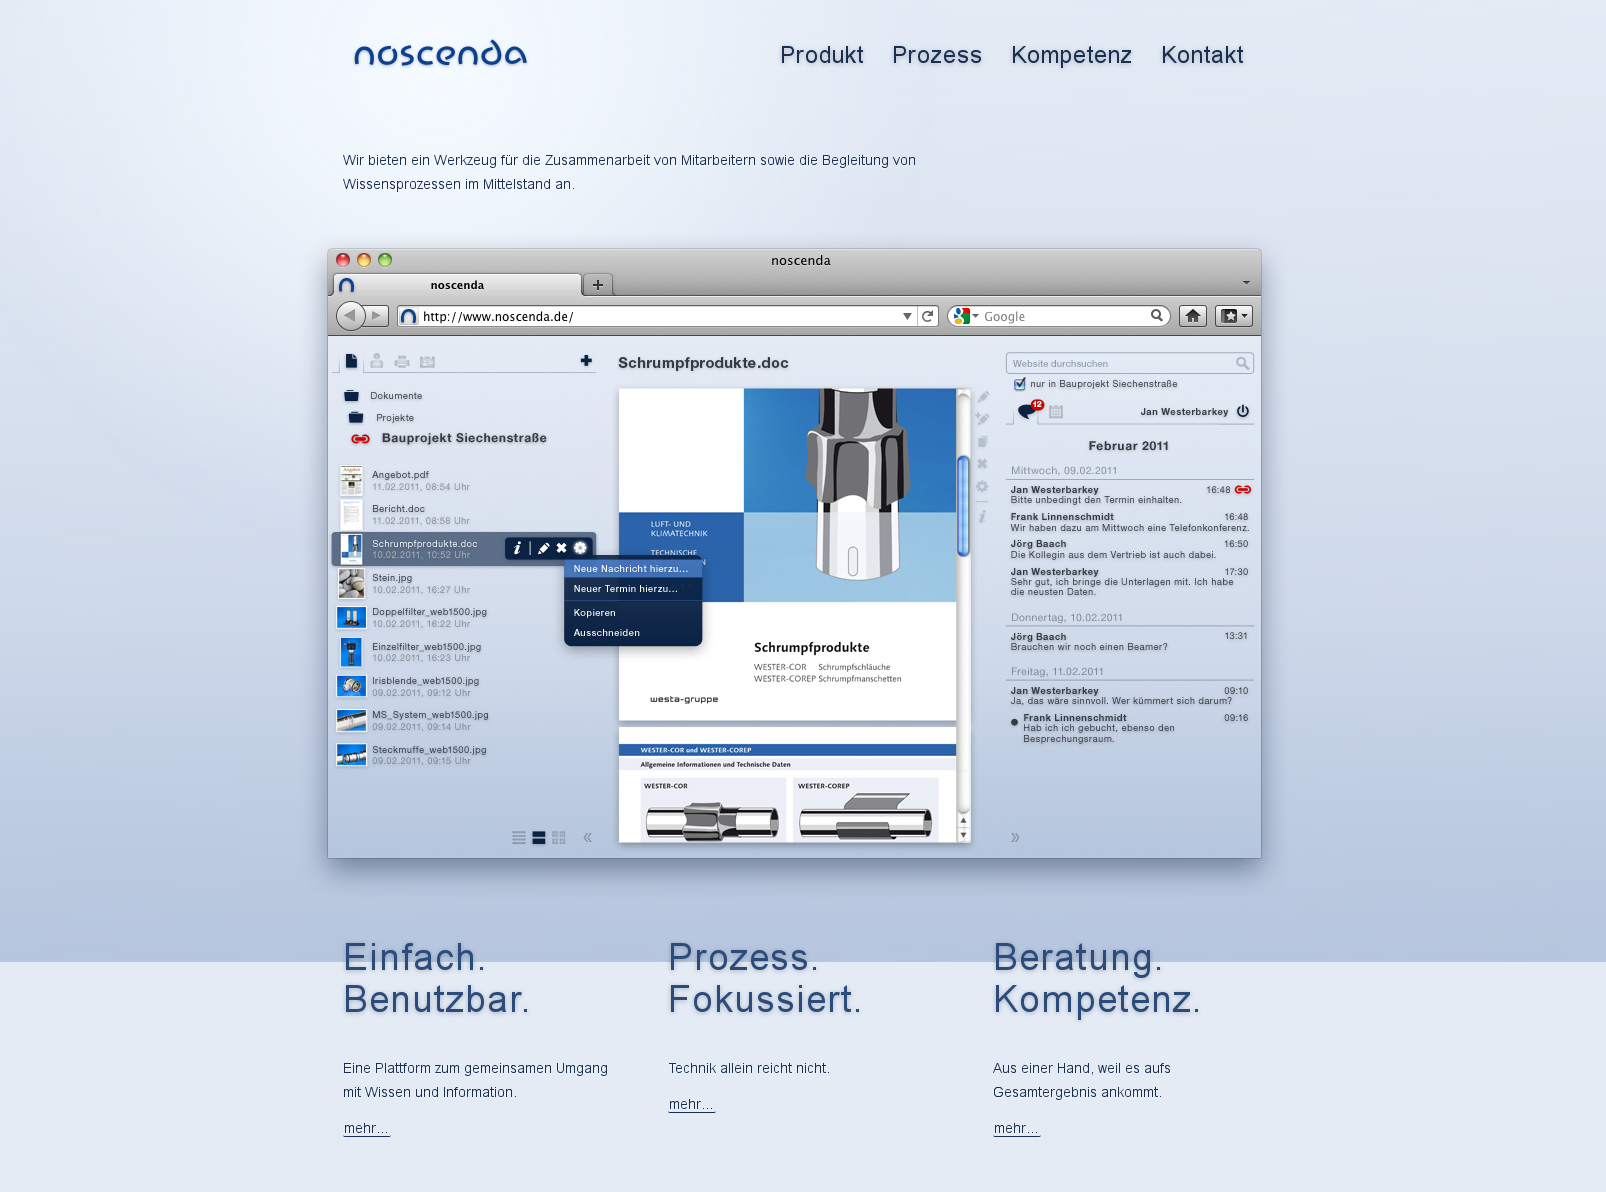 noscenda
Produkt Prozess Kompetenz Kontakt
Wir bieten ein Werkzeug für die Zusammenarbeit von Mitarbeitern sowie die Begleitung von
Wissensprozessen im Mittelstand an.
noscenda
noscenda
http://www.noscenda.de/
Google
Dokumente
Projekte
Bauprojekt Siechenstraße
Angebot.pdf
11.02.2011, 08:54 Uhr
Bericht.doc
11.02.2011, 08:58 Uhr
Schrumpfprodukte.doc
10.02.2011, 10:52 Uhr
Stein.jpg
10.02.2011, 16:27 Uhr
Doppelfilter_web1500.jpg
10.02.2011, 16:22 Uhr
Einzelfilter_web1500.jpg
10.02.2011, 16:23 Uhr
Irisblende_web1500.jpg
09.02.2011, 09:12 Uhr
MS_System_web1500.jpg
09.02.2011, 09:14 Uhr
Steckmuffe_web1500.jpg
09.02.2011, 09:15 Uhr
Neue Nachricht hierzu...
Neuer Termin hierzu...
Kopieren
Ausschneiden
Schrumpfprodukte.doc
LUFT- UND
KLIMATECHNIK
TECHNISCHE
Schrumpfprodukte
WESTER-COR Schrumpfschläuche
WESTER-COREP Schrumpfmanschetten
westa-gruppe
WESTER-COR und WESTER-COREP
Allgemeine Informationen und Technische Daten
WESTER-COR
WESTER-COREP
Website durchsuchen
nur in Bauprojekt Siechenstraße
12
Jan Westerbarkey
Februar 2011
Mittwoch, 09.02.2011
Jan Westerbarkey 16:48
Bitte unbedingt den Termin einhalten.
Frank Linnenschmidt 16:48
Wir haben dazu am Mittwoch eine Telefonkonferenz.
Jörg Baach 16:50
Die Kollegin aus dem Vertrieb ist auch dabei.
Jan Westerbarkey 17:30
Sehr gut, ich bringe die Unterlagen mit. Ich habe
die neusten Daten.
Donnertag, 10.02.2011
Jörg Baach 13:31
Brauchen wir noch einen Beamer?
Freitag, 11.02.2011
Jan Westerbarkey 09:10
Ja, das wäre sinnvoll. Wer kümmert sich darum?
Frank Linnenschmidt 09:16
Hab ich ich gebucht, ebenso den
Besprechungsraum.
Einfach.
Benutzbar.
Eine Plattform zum gemeinsamen Umgang
mit Wissen und Information.
mehr...
Prozess.
Fokussiert.
Technik allein reicht nicht.
mehr...
Beratung.
Kompetenz.
Aus einer Hand, weil es aufs
Gesamtergebnis ankommt.
mehr...